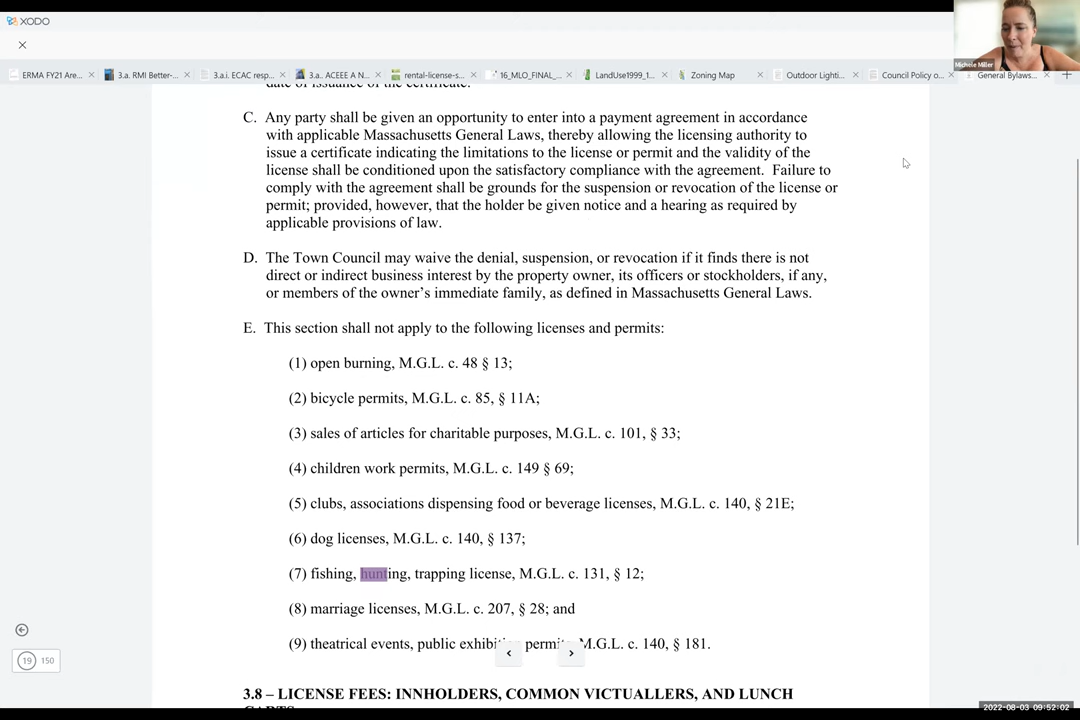 XODO
ERMA FY21 Are...
3.a. RMI Better-...
3.a.i. ECAC resp...
3.a.. ACEEE A N...
rental-license-s...
16_MLO_FINAL_...
LandUse1999_1...
Zoning Map
Outdoor Lighti...
Council Policy o...
General Bylaws...
Michele Miller
date of issuance of the certificate.
C. Any party shall be given an opportunity to enter into a payment agreement in accordance
with applicable Massachusetts General Laws, thereby allowing the licensing authority to
issue a certificate indicating the limitations to the license or permit and the validity of the
license shall be conditioned upon the satisfactory compliance with the agreement. Failure to
comply with the agreement shall be grounds for the suspension or revocation of the license or
permit; provided, however, that the holder be given notice and a hearing as required by
applicable provisions of law.
D. The Town Council may waive the denial, suspension, or revocation if it finds there is not
direct or indirect business interest by the property owner, its officers or stockholders, if any,
or members of the owner's immediate family, as defined in Massachusetts General Laws.
E. This section shall not apply to the following licenses and permits:
(1) open burning, M.G.L. c. 48 § 13;
(2) bicycle permits, M.G.L. c. 85, § 11A;
(3) sales of articles for charitable purposes, M.G.L. c. 101, § 33;
(4) children work permits, M.G.L. c. 149 § 69;
(5) clubs, associations dispensing food or beverage licenses, M.G.L. c. 140, § 21E;
(6) dog licenses, M.G.L. c. 140, § 137;
(7) fishing, hunting, trapping license, M.G.L. c. 131, § 12;
(8) marriage licenses, M.G.L. c. 207, § 28; and
(9) theatrical events, public exhibition permits, M.G.L. c. 140, § 181.
19 150
3.8 – LICENSE FEES: INNHOLDERS, COMMON VICTUALLERS, AND LUNCH
CARTS
2022-08-03 09:52:02